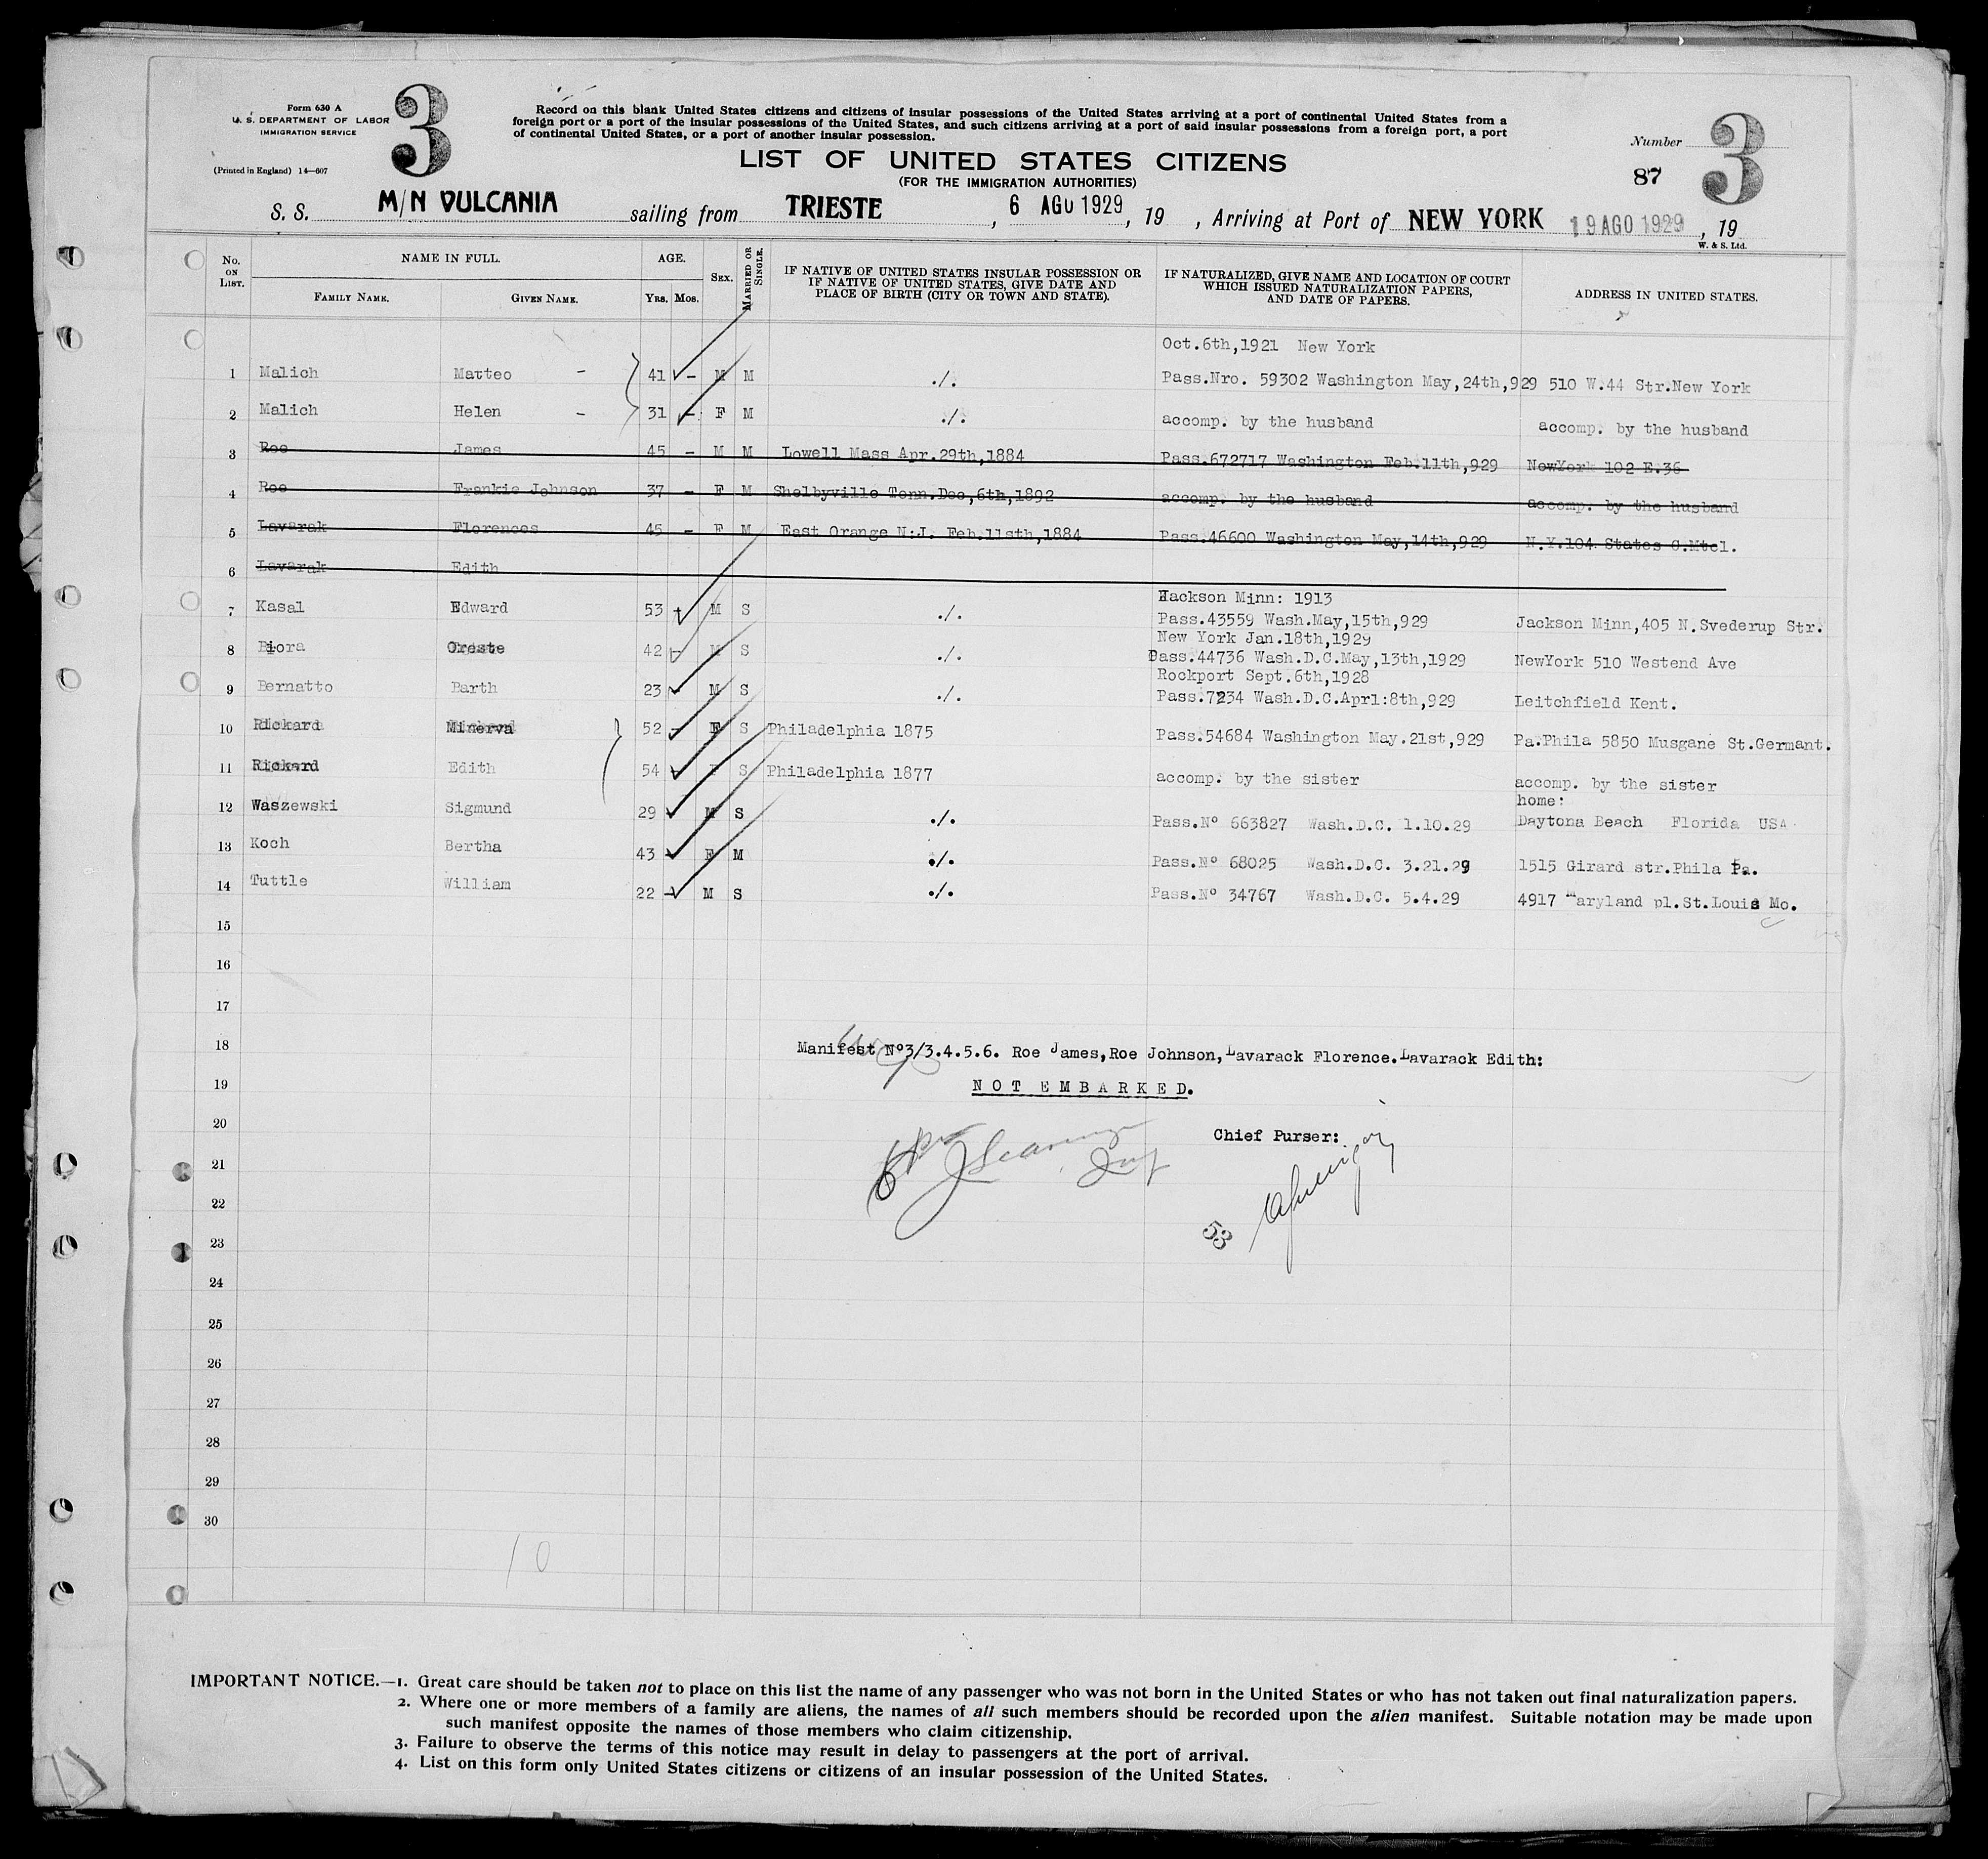 Form 630 A
U. S. DEPARTMENT OF LABOR
IMMIGRATION SERVICE
(Printed in England) 14—607
3
Record on this blank United States citizens and citizens of insular possessions of the United States arriving at a port of continental United States from a
foreign port or a port of the insular possessions of the United States, and such citizens arriving at a port of said insular possessions from a foreign port, a port
of continental United States, or a port of another insular possession.
LIST OF UNITED STATES CITIZENS
(FOR THE IMMIGRATION AUTHORITIES)
Number 3
87
S. S. M/N VULCANIA sailing from TRIESTE, 6 AGO 1929, 19 , Arriving at Port of NEW YORK 19 AGO 1929, 19
W. & S. Ltd.
No. ON LIST. NAME IN FULL. AGE. SEX. MARRIED OR SINGLE. IF NATIVE OF UNITED STATES INSULAR POSSESSION OR IF NATIVE OF UNITED STATES, GIVE DATE AND PLACE OF BIRTH (CITY OR TOWN AND STATE). IF NATURALIZED, GIVE NAME AND LOCATION OF COURT WHICH ISSUED NATURALIZATION PAPERS, AND DATE OF PAPERS. ADDRESS IN UNITED STATES.
FAMILY NAME. GIVEN NAME. Yrs. Mos.
Oct.6th,1921 New York
1 Malich Matteo - 41 - M M ./. Pass.Nro. 59302 Washington May,24th,929 510 W.44 Str.New York
2 Malich Helen - 31 - F M ./. accomp. by the husband accomp. by the husband
3 Roe James 45 - M M Lowell Mass Apr.29th,1884 Pass.672717 Washington Feb.11th,929 NewYork 102 E.36
4 Roe Frankie Johnson 37 - F M Shelbyville Tenn.Dec,6th,1892 accomp. by the husband accomp. by the husband
5 Lavarak Florences 45 - F M East Orange N:J. Feb.11sth,1884 Pass.46600 Washington May,14th,929 N.Y.104 States C.Mtel.
6 Lavarak Edith
Hackson Minn: 1913
7 Kasal Edward 53 M S ./. Pass.43559 Wash.May,15th,929 Jackson Minn,405 N.Svederup Str.
New York Jan.18th,1929
8 Biora Oreste 42 - M S ./. Pass.44736 Wash.D.C.May,13th,1929 NewYork 510 Westend Ave
Rockport Sept.6th,1928
9 Bernatto Barth 23 - M S ./. Pass.7234 Wash.D.C.Aprl:8th,929 Leitchfield Kent.
10 Rickard Minerva 52 - F S Philadelphia 1875 Pass.54684 Washington May.21st,929 Pa.Phila 5850 Musgane St.Germant.
11 Rickard Edith 54 - F S Philadelphia 1877 accomp. by the sister accomp. by the sister
home:
12 Waszewski Sigmund 29 - M S ./. Pass.Nº 663827 Wash.D.C. 1.10.29 Daytona Beach Florida USA
13 Koch Bertha 43 - F M ./. Pass.Nº 68025 Wash.D.C. 3.21.29 1515 Girard str.Phila Pa.
14 Tuttle William 22 - M S ./. Pass.Nº 34767 Wash.D.C. 5.4.29 4917 Maryland pl.St.Louis Mo.
15
16
17
18 Manifest Nº3/3.4.5.6. Roe James,Roe Johnson,Lavarack Florence.Lavarack Edith:
19 NOT EMBARKED.
20 Chief Purser:
21
22
53
23
24
25
26
27
28
29
30
10
IMPORTANT NOTICE.—1. Great care should be taken not to place on this list the name of any passenger who was not born in the United States or who has not taken out final naturalization papers.
2. Where one or more members of a family are aliens, the names of all such members should be recorded upon the alien manifest. Suitable notation may be made upon
such manifest opposite the names of those members who claim citizenship.
3. Failure to observe the terms of this notice may result in delay to passengers at the port of arrival.
4. List on this form only United States citizens or citizens of an insular possession of the United States.